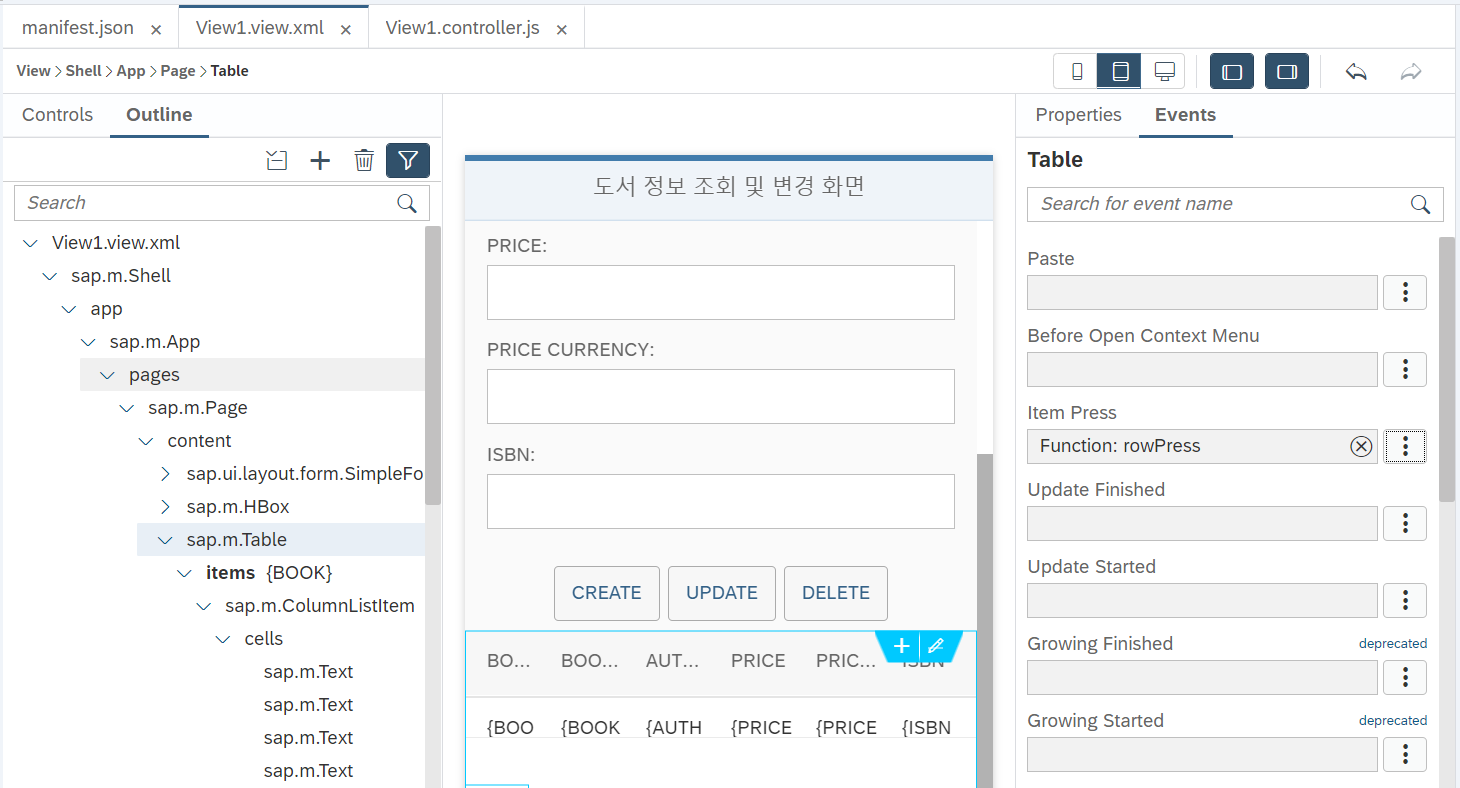 manifest.json
View1.view.xml
View1.controller.js
View > Shell > App > Page > Table
Controls
Outline
Search
View1.view.xml
sap.m.Shell
app
sap.m.App
pages
sap.m.Page
content
sap.ui.layout.form.SimpleFo
sap.m.HBox
sap.m.Table
items {BOOK}
sap.m.ColumnListItem
cells
sap.m.Text
sap.m.Text
sap.m.Text
sap.m.Text
도서 정보 조회 및 변경 화면
PRICE:
PRICE CURRENCY:
ISBN:
CREATE UPDATE DELETE
BO... BOO... AUT... PRICE PRIC... ISBN
{BOO {BOOK {AUTH {PRICE {PRICE {ISBN
Properties
Events
Table
Search for event name
Paste
Before Open Context Menu
Item Press
Function: rowPress
Update Finished
Update Started
Growing Finished deprecated
Growing Started deprecated